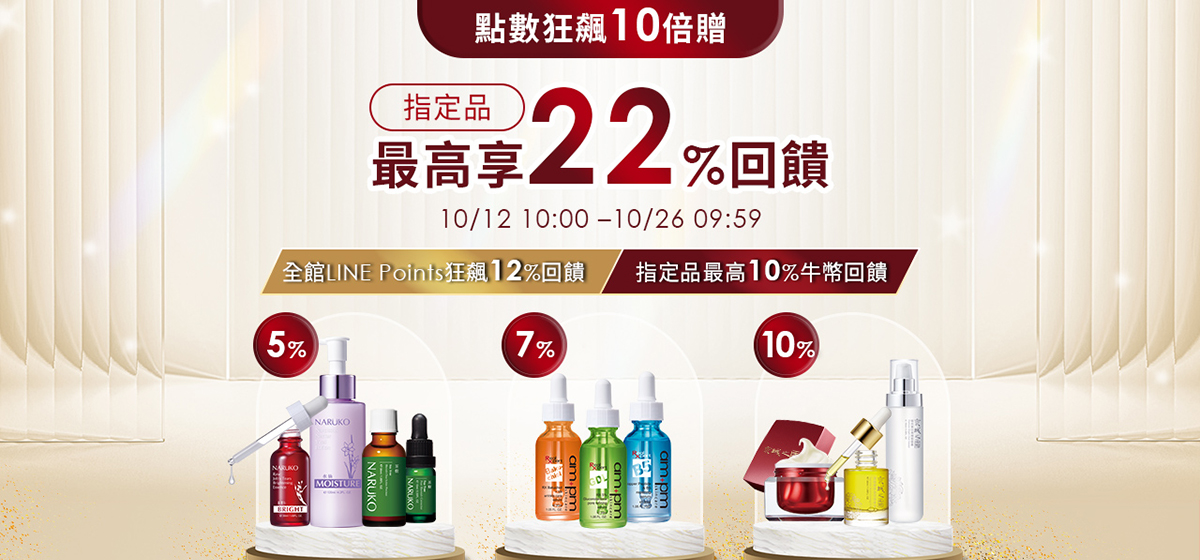 點數狂飆10倍贈
指定品
最高享22%回饋
10/12 10:00 –10/26 09:59
全館LINE Points狂飆12%回饋
指定品最高10%牛幣回饋
5%
7%
10%
NARUKO
MOISTURE
NARUKO
BRIGHT
NARUKO
NARUKO
am+pm
am+pm
B5
am+pm